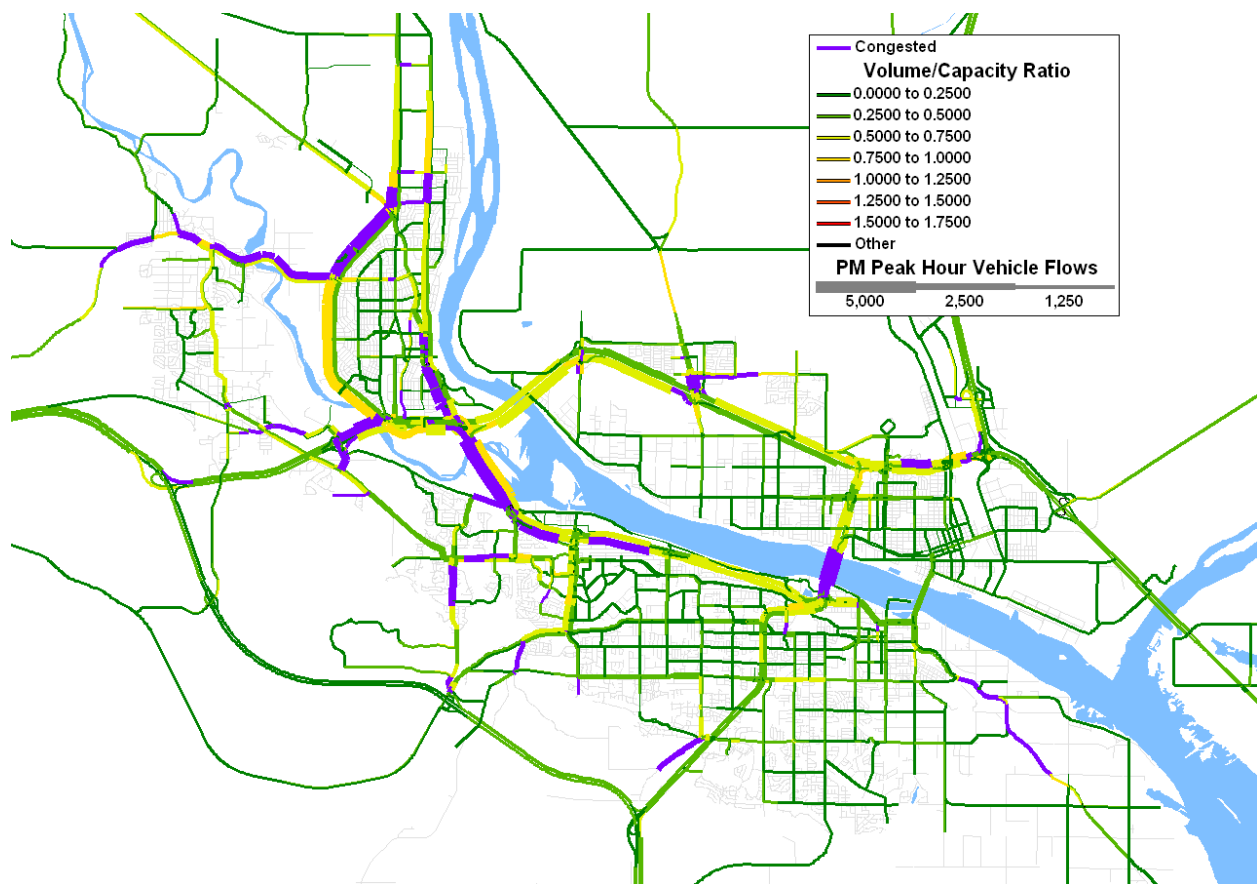 Congested
Volume/Capacity Ratio
0.0000 to 0.2500
0.2500 to 0.5000
0.5000 to 0.7500
0.7500 to 1.0000
1.0000 to 1.2500
1.2500 to 1.5000
1.5000 to 1.7500
Other
PM Peak Hour Vehicle Flows
5,000 2,500 1,250